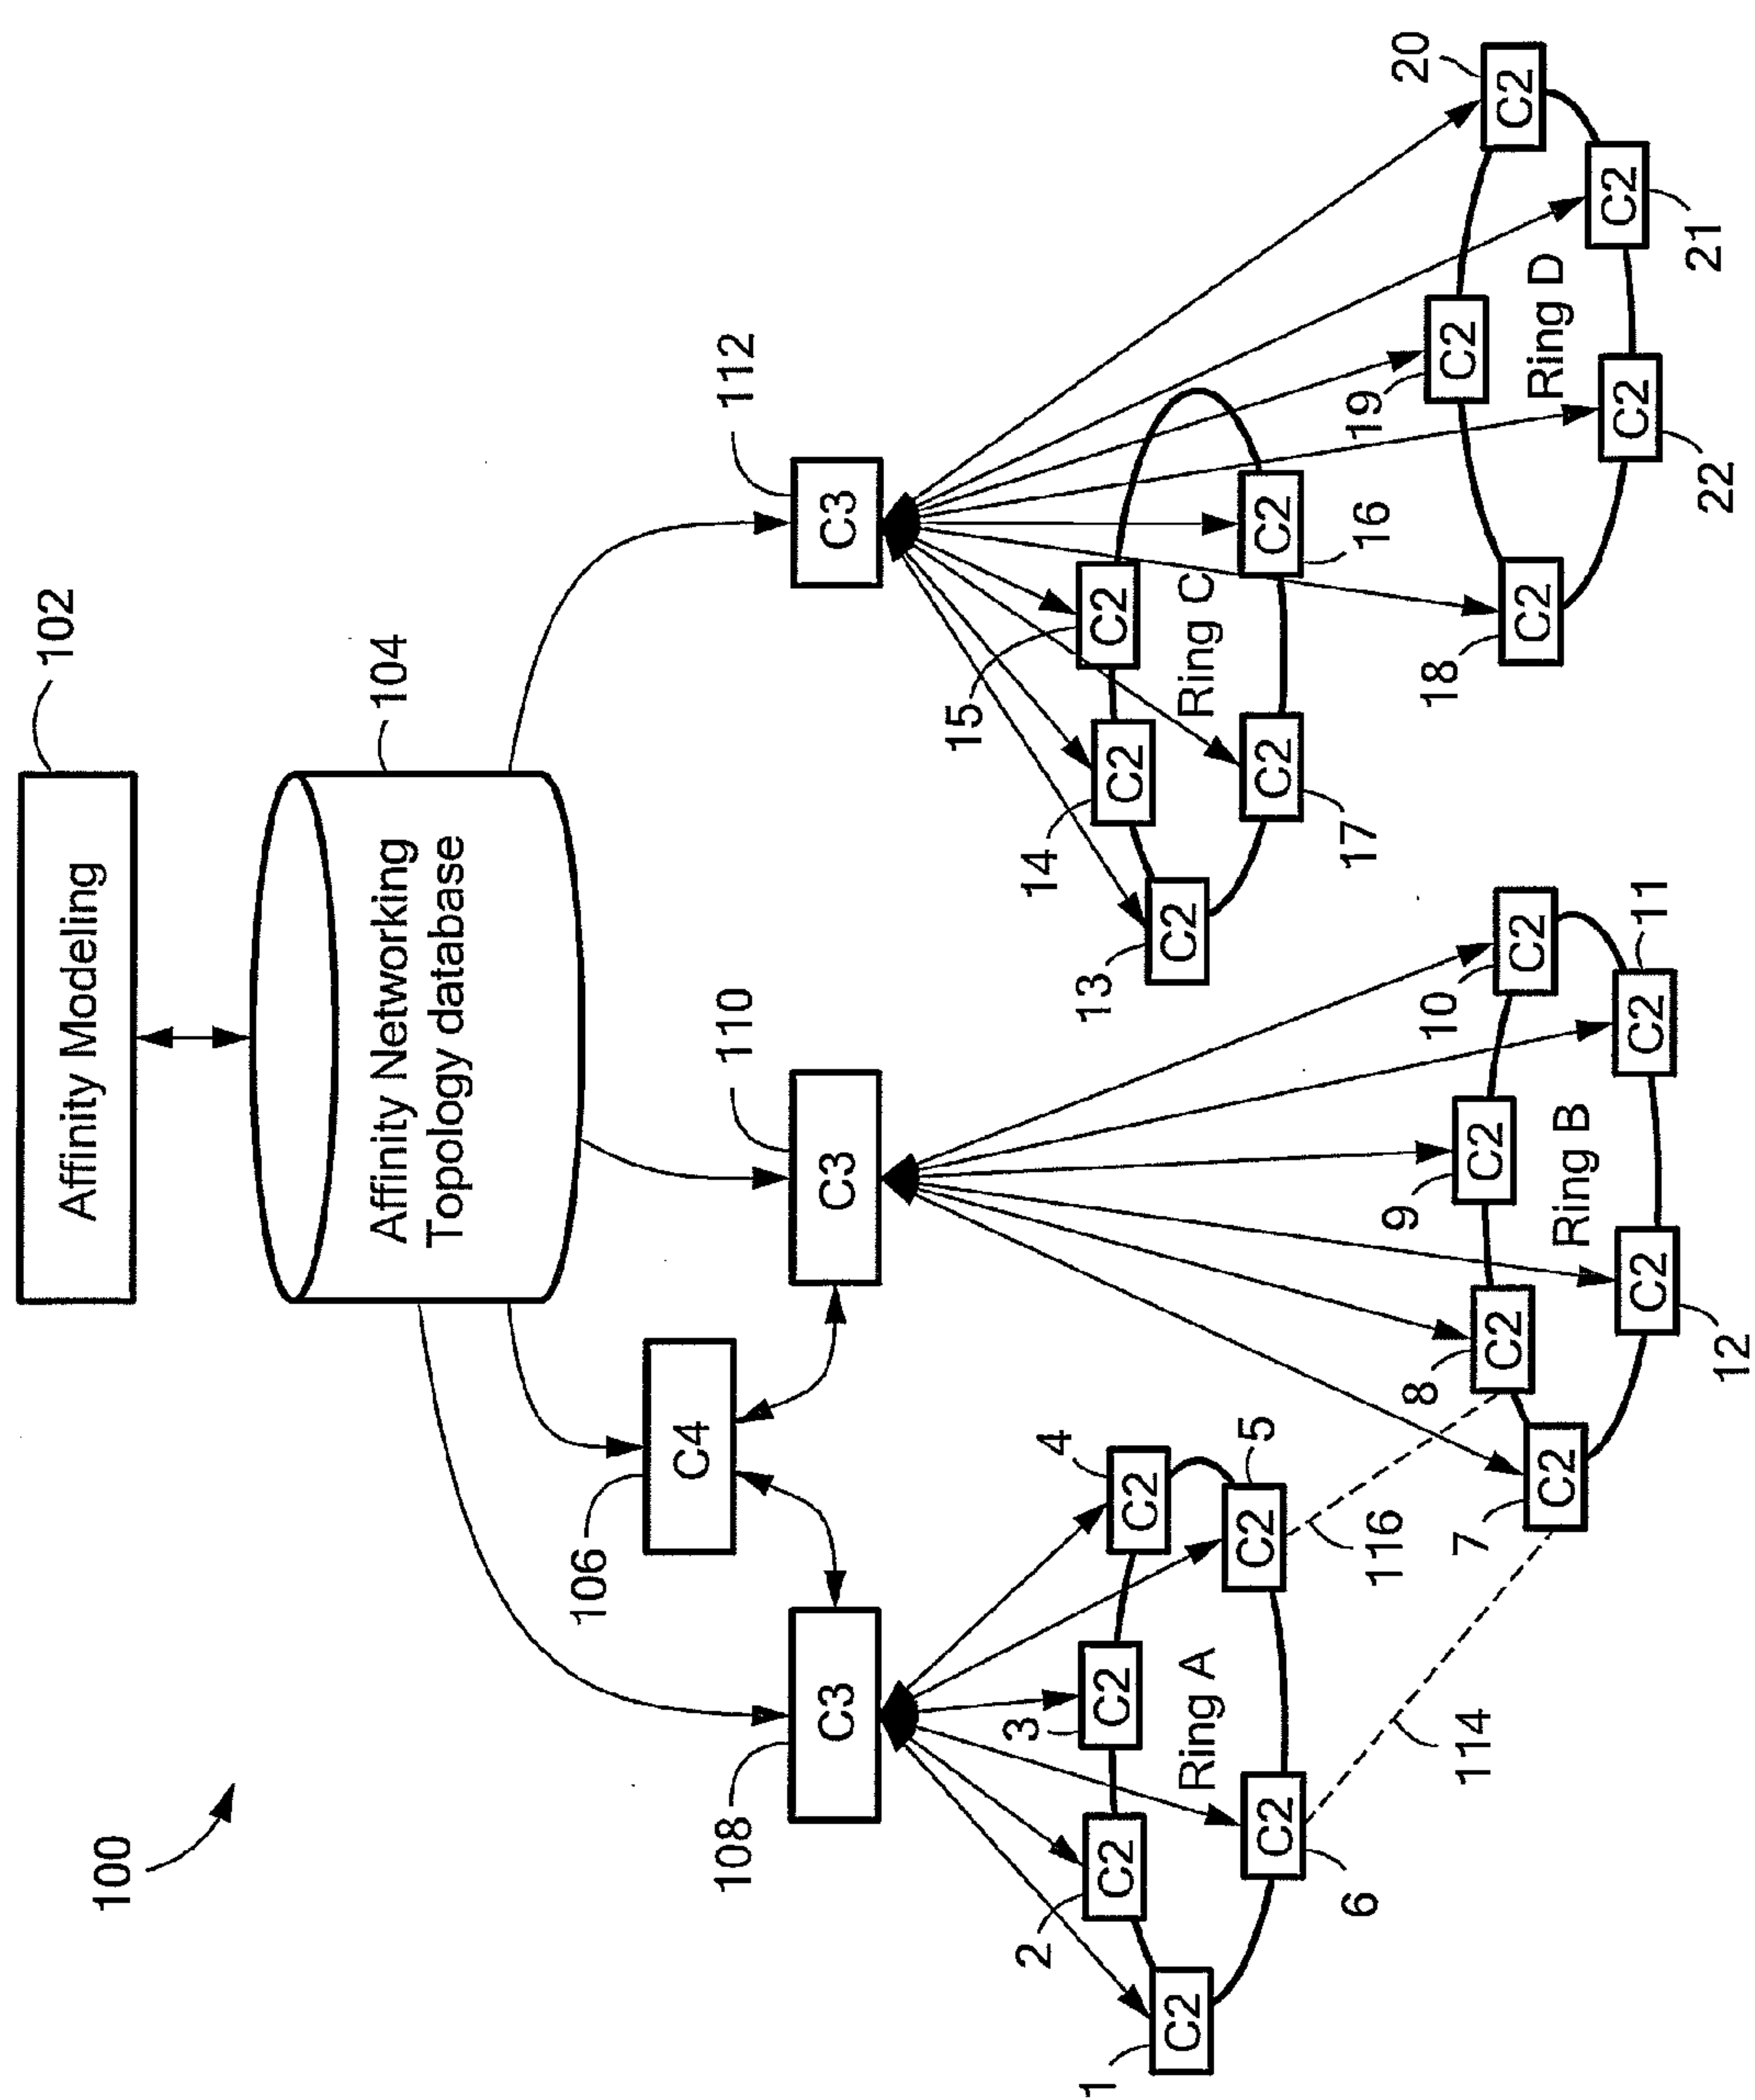 100
Affinity Modeling
102
Affinity Networking
Topology database
104
C4
106
C3
108
C3
110
C3
112
C2
1
C2
2
C2
3
C2
4
C2
5
C2
6
Ring A
114
116
C2
7
C2
8
C2
9
C2
10
C2
11
C2
12
Ring B
C2
13
C2
14
C2
15
C2
16
C2
17
Ring C
C2
18
C2
19
C2
20
C2
21
C2
22
Ring D